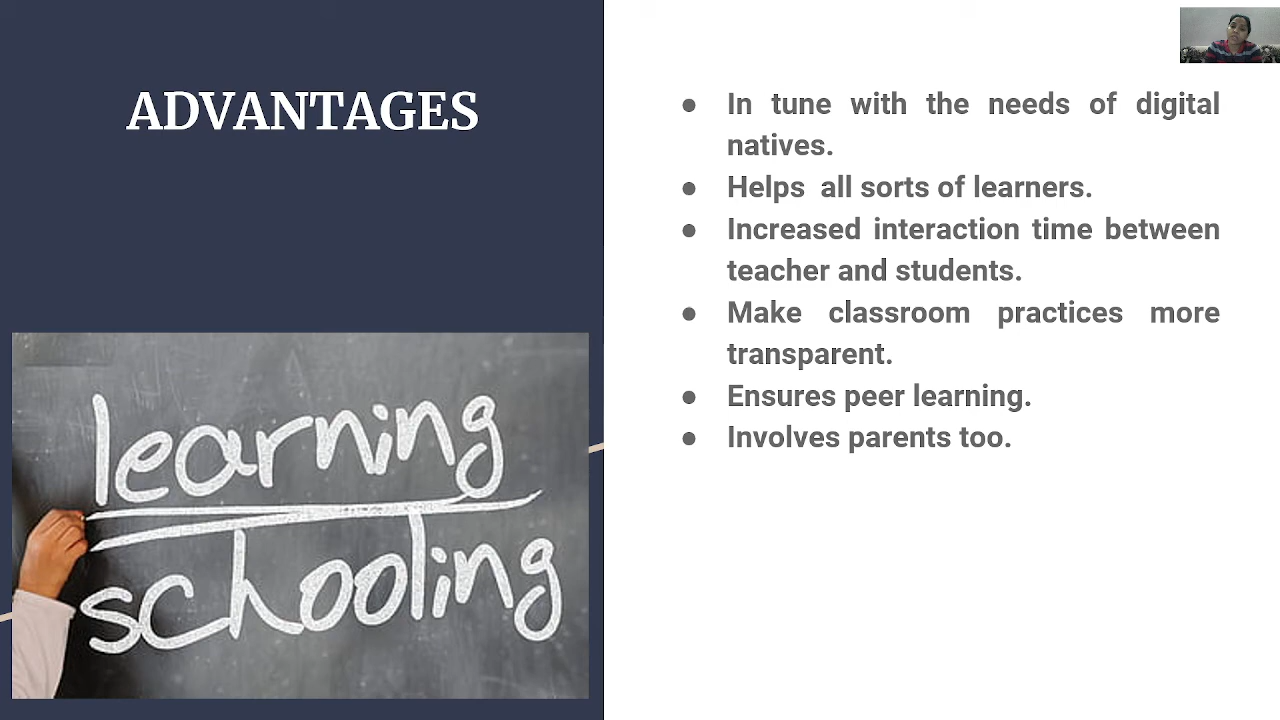 ADVANTAGES
● In tune with the needs of digital
natives.
● Helps all sorts of learners.
● Increased interaction time between
teacher and students.
● Make classroom practices more
transparent.
● Ensures peer learning.
● Involves parents too.
learning
schooling